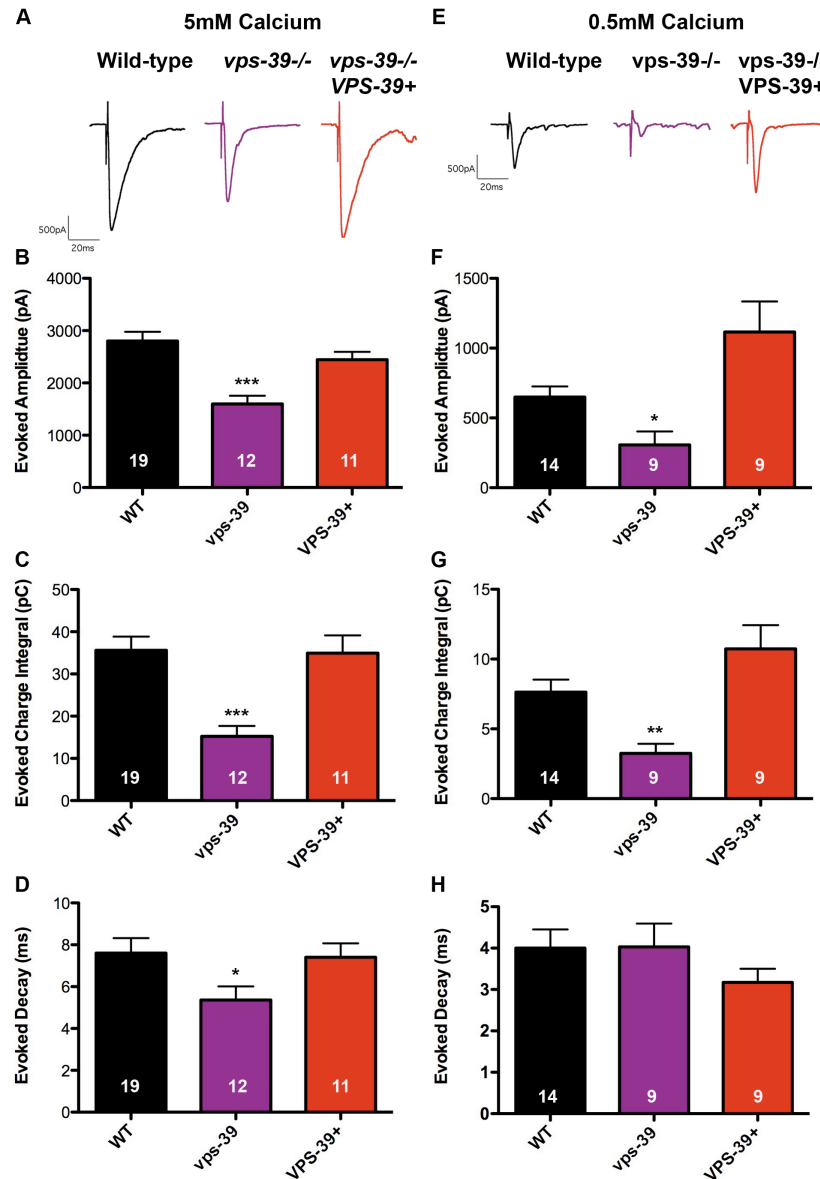 A
5mM Calcium
Wild-type
vps-39-/-
vps-39-/-
VPS-39+
500pA
20ms
B
Evoked Amplidtue (pA)
4000
3000
2000
1000
0
***
19
12
11
WT
vps-39
VPS-39+
C
Evoked Charge Integral (pC)
50
40
30
20
10
0
***
19
12
11
WT
vps-39
VPS-39+
D
Evoked Decay (ms)
10
8
6
4
2
0
*
19
12
11
WT
vps-39
VPS-39+
E
0.5mM Calcium
Wild-type
vps-39-/-
vps-39-/
VPS-39+
500pA
20ms
F
Evoked Amplidtue (pA)
1500
1000
500
0
*
14
9
9
WT
vps-39
VPS-39+
G
Evoked Charge Integral (pC)
15
10
5
0
**
14
9
9
WT
vps-39
VPS-39+
H
Evoked Decay (ms)
5
4
3
2
1
0
14
9
9
WT
vps-39
VPS-39+